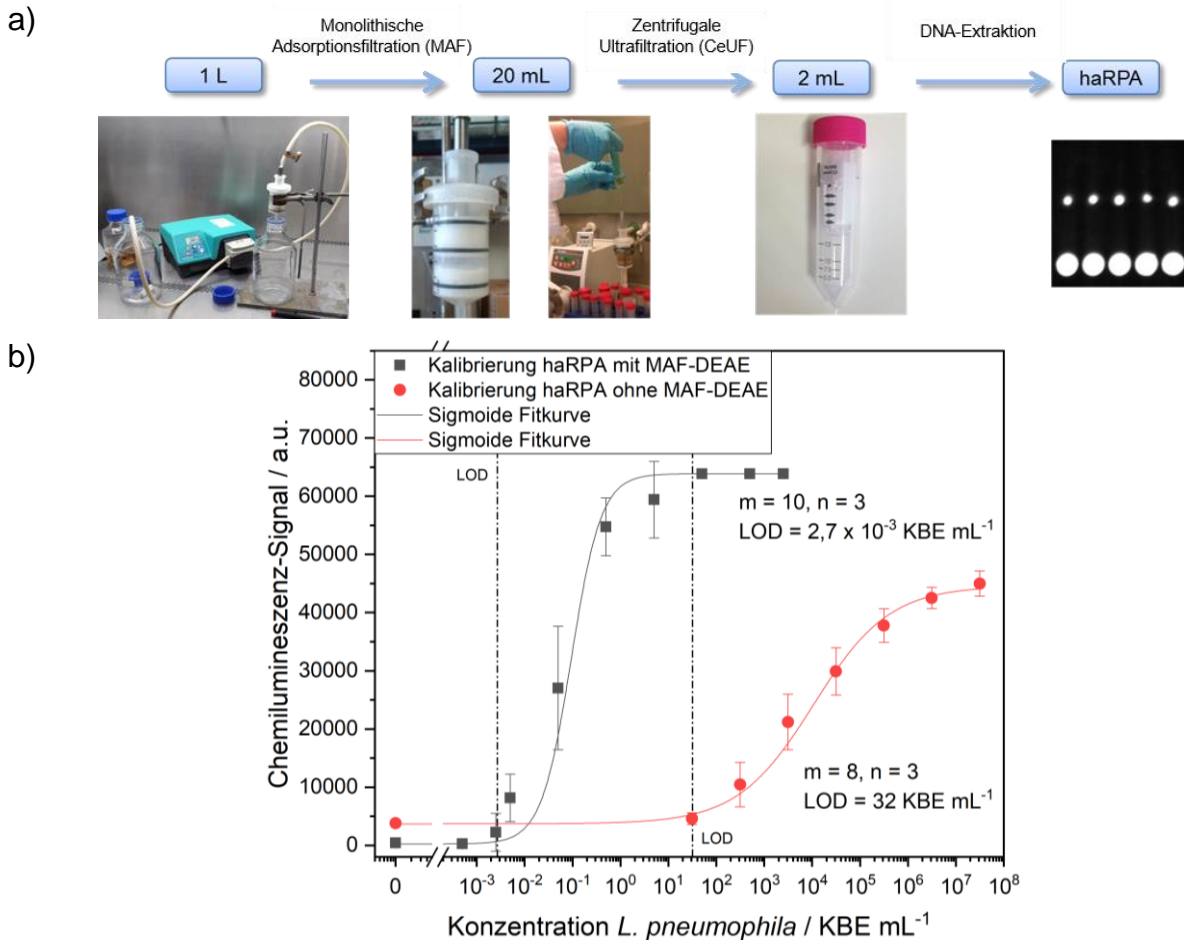 a)
Monolithische
Adsorptionsfiltration (MAF)
Zentrifugale
Ultrafiltration (CeUF)
DNA-Extraktion
1 L
20 mL
2 mL
haRPA
b)
Kalibrierung haRPA mit MAF-DEAE
Kalibrierung haRPA ohne MAF-DEAE
Sigmoide Fitkurve
Sigmoide Fitkurve
Chemilumineszenz-Signal / a.u.
80000
70000
60000
50000
40000
30000
20000
10000
0
LOD
m = 10, n = 3
LOD = 2,7 x 10⁻³ KBE mL⁻¹
m = 8, n = 3
LOD = 32 KBE mL⁻¹
LOD
0 10⁻³ 10⁻² 10⁻¹ 10⁰ 10¹ 10² 10³ 10⁴ 10⁵ 10⁶ 10⁷ 10⁸
Konzentration L. pneumophila / KBE mL⁻¹